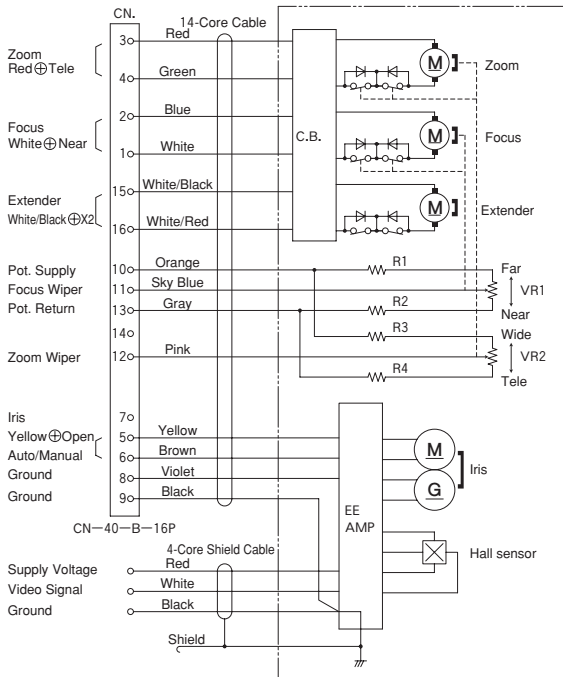 CN.
14-Core Cable
Zoom
Red⊕Tele
3
Red
4
Green
Focus
White⊕Near
2
Blue
1
White
Extender
White/Black⊕X2
15
White/Black
16
White/Red
C.B.
M
Zoom
M
Focus
M
Extender
Pot. Supply
10
Orange
R1
Far
Focus Wiper
11
Sky Blue
VR1
Pot. Return
13
Gray
R2
Near
14
R3
Wide
Zoom Wiper
12
Pink
VR2
R4
Tele
Iris
7
Yellow⊕Open
5
Yellow
Auto/Manual
6
Brown
Ground
8
Violet
Ground
9
Black
CN-40-B-16P
EE
AMP
M
G
Iris
Hall sensor
4-Core Shield Cable
Supply Voltage
Red
Video Signal
White
Ground
Black
Shield